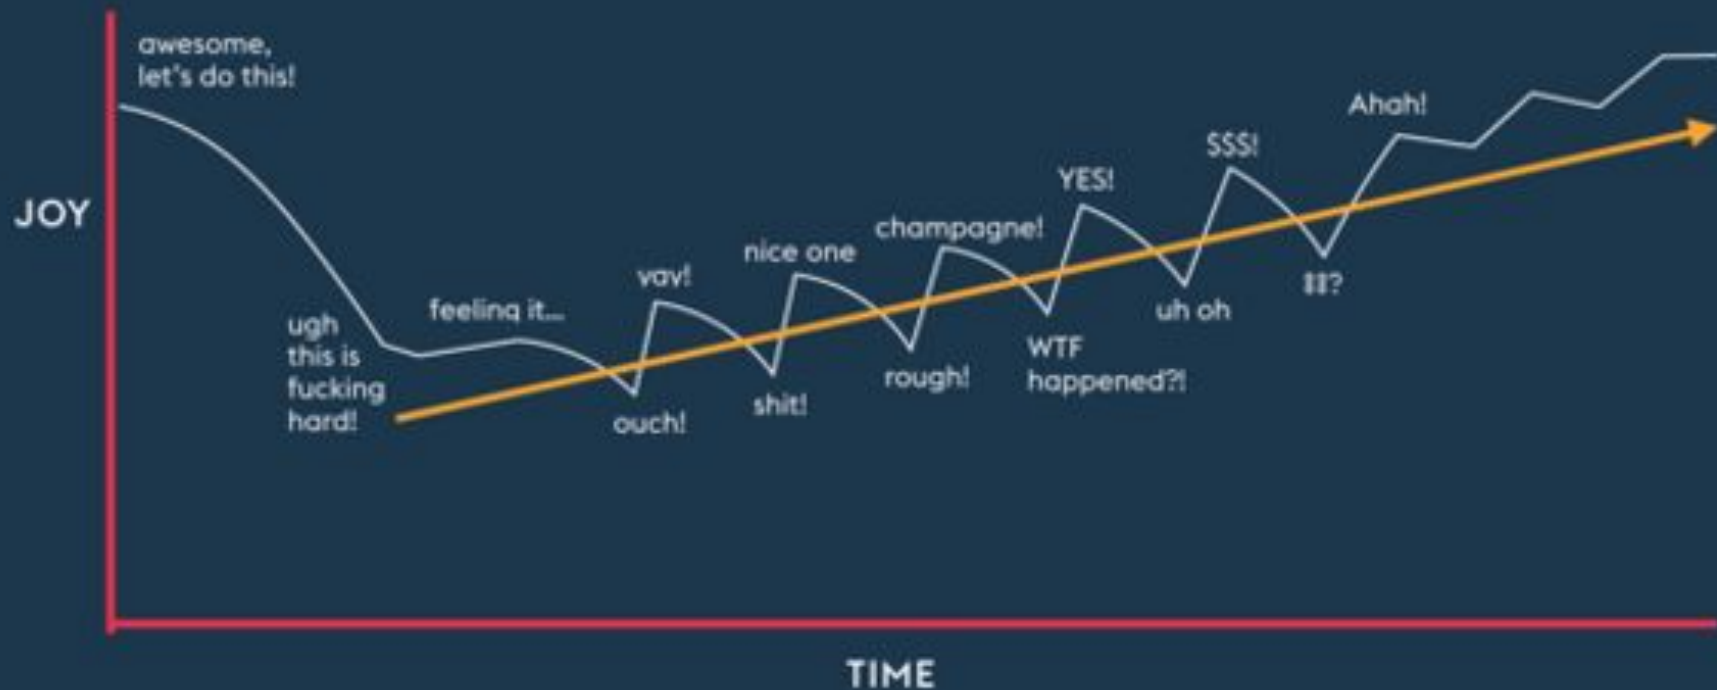 awesome,
let's do this!
JOY
ugh
this is
fucking
hard!
feeling it...
ouch!
yay!
shit!
nice one
rough!
champagne!
WTF
happened?!
YES!
uh oh
SSS!
Ahah!
TIME